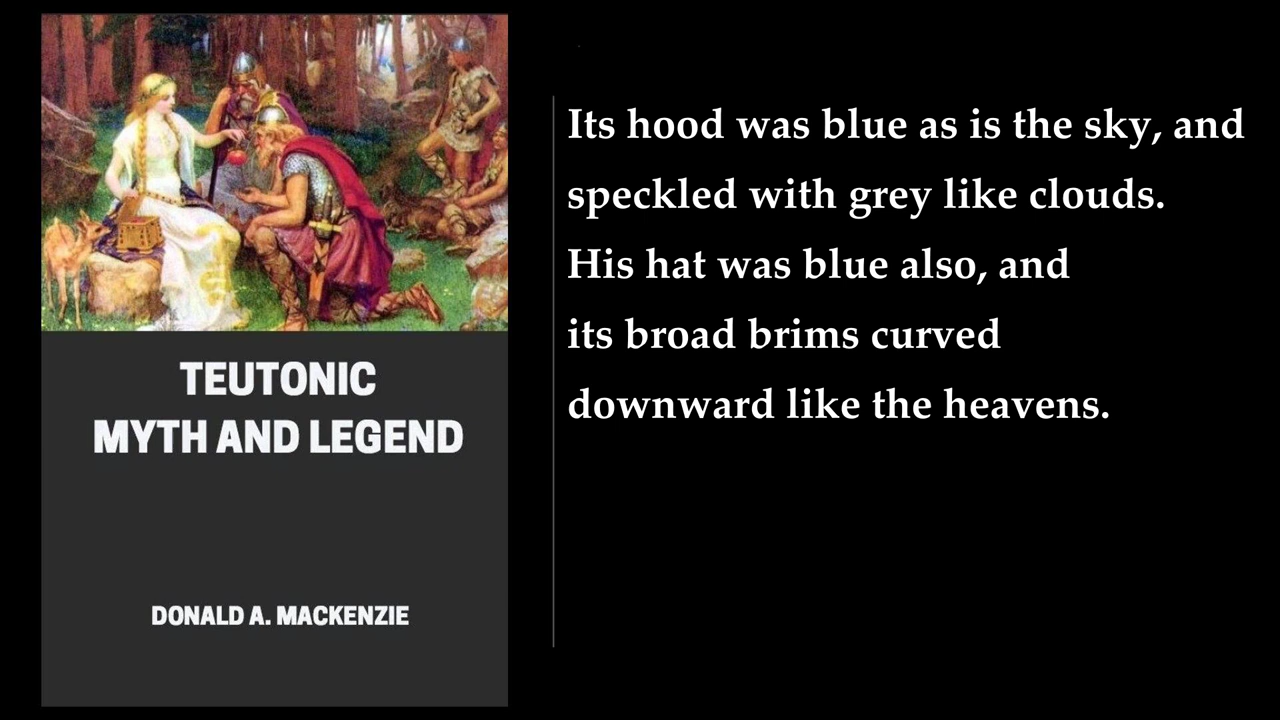 TEUTONIC
MYTH AND LEGEND
DONALD A. MACKENZIE
Its hood was blue as is the sky, and
speckled with grey like clouds.
His hat was blue also, and
its broad brims curved
downward like the heavens.